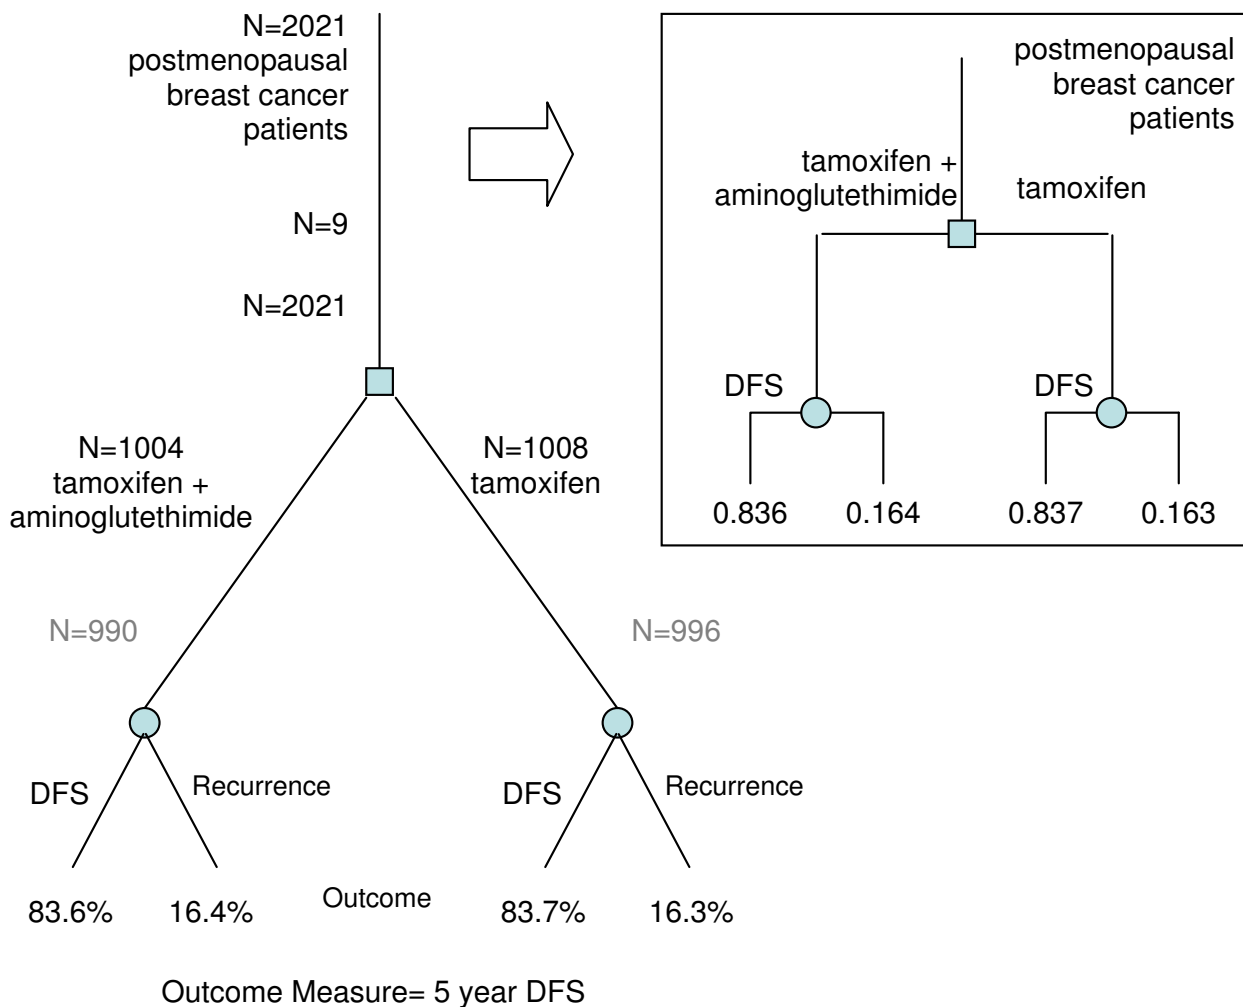 N=2021
postmenopausal
breast cancer
patients
N=9
N=2021
N=1004
tamoxifen +
aminoglutethimide
N=1008
tamoxifen
N=990
N=996
DFS
Recurrence
DFS
Recurrence
83.6%
16.4%
Outcome
83.7%
16.3%
Outcome Measure= 5 year DFS
postmenopausal
breast cancer
patients
tamoxifen +
aminoglutethimide
tamoxifen
DFS
DFS
0.836
0.164
0.837
0.163